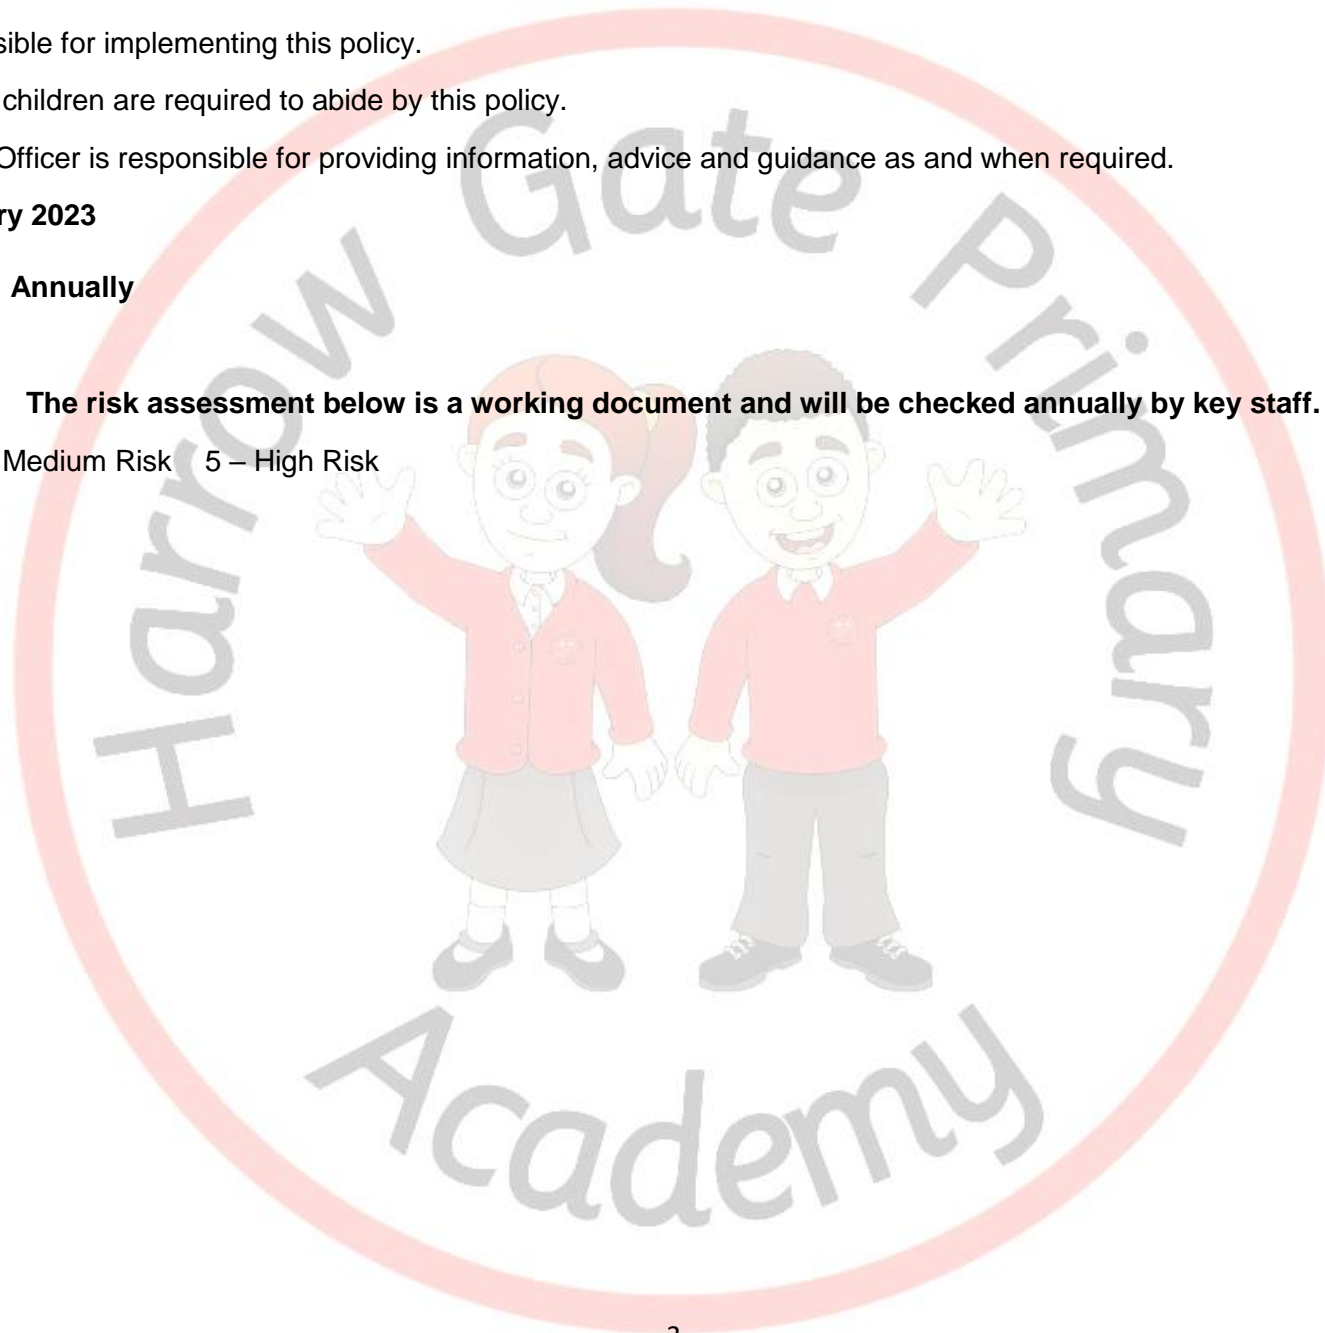 sible for implementing this policy.
children are required to abide by this policy.
Officer is responsible for providing information, advice and guidance as and when required.
ry 2023
Annually
The risk assessment below is a working document and will be checked annually by key staff.
Medium Risk 5 – High Risk
Harrow Gate Primary
Academy